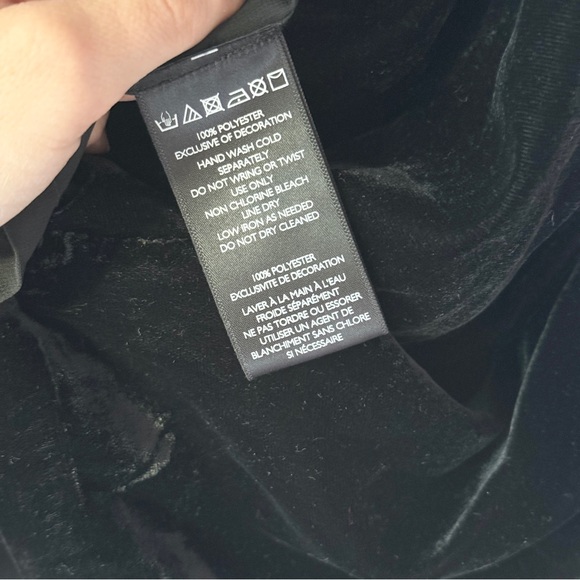 100% POLYESTER
EXCLUSIVE OF DECORATION
HAND WASH COLD
SEPARATELY
DO NOT WRING OR TWIST
USE ONLY
NON CHLORINE BLEACH
LINE DRY
LOW IRON AS NEEDED
DO NOT DRY CLEANED
100% POLYESTER
EXCLUSIVITE DE DECORATION
LAVER À LA MAIN À L'EAU
FROIDE SÉPARÉMENT
NE PAS TORDRE OU ESSORER
UTILISER UN AGENT DE
BLANCHIMENT SANS CHLORE
SI NÉCESSAIRE